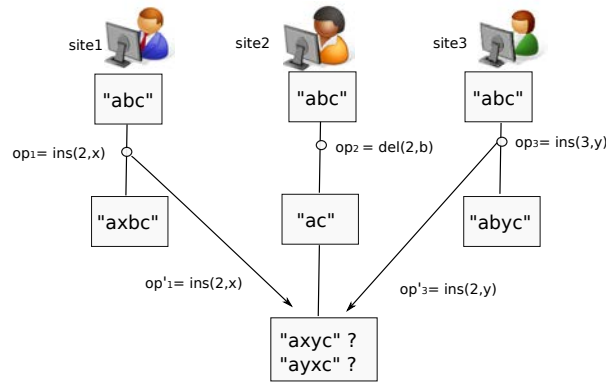 site1
site2
site3
"abc"
"abc"
"abc"
op₁= ins(2,x)
op₂ = del(2,b)
op₃= ins(3,y)
"axbc"
"ac"
"abyc"
op'₁= ins(2,x)
op'₃= ins(2,y)
"axyc" ?
"ayxc" ?